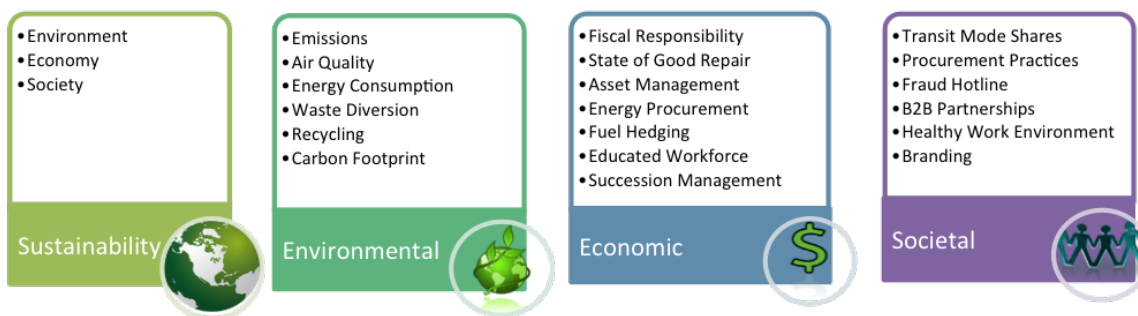 • Environment
• Economy
• Society
Sustainability
• Emissions
• Air Quality
• Energy Consumption
• Waste Diversion
• Recycling
• Carbon Footprint
Environmental
• Fiscal Responsibility
• State of Good Repair
• Asset Management
• Energy Procurement
• Fuel Hedging
• Educated Workforce
• Succession Management
Economic
$
• Transit Mode Shares
• Procurement Practices
• Fraud Hotline
• B2B Partnerships
• Healthy Work Environment
• Branding
Societal